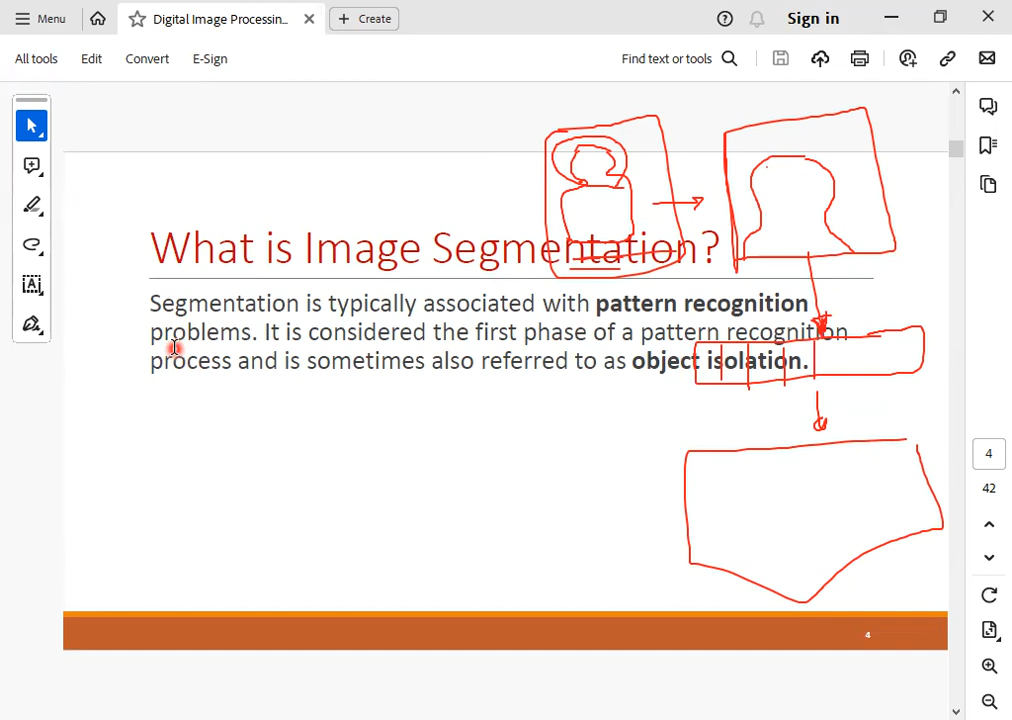 Menu
Digital Image Processin...
Create
Sign in
All tools
Edit
Convert
E-Sign
Find text or tools
What is Image Segmentation?
Segmentation is typically associated with pattern recognition
problems. It is considered the first phase of a pattern recognition
process and is sometimes also referred to as object isolation.
4
42
4